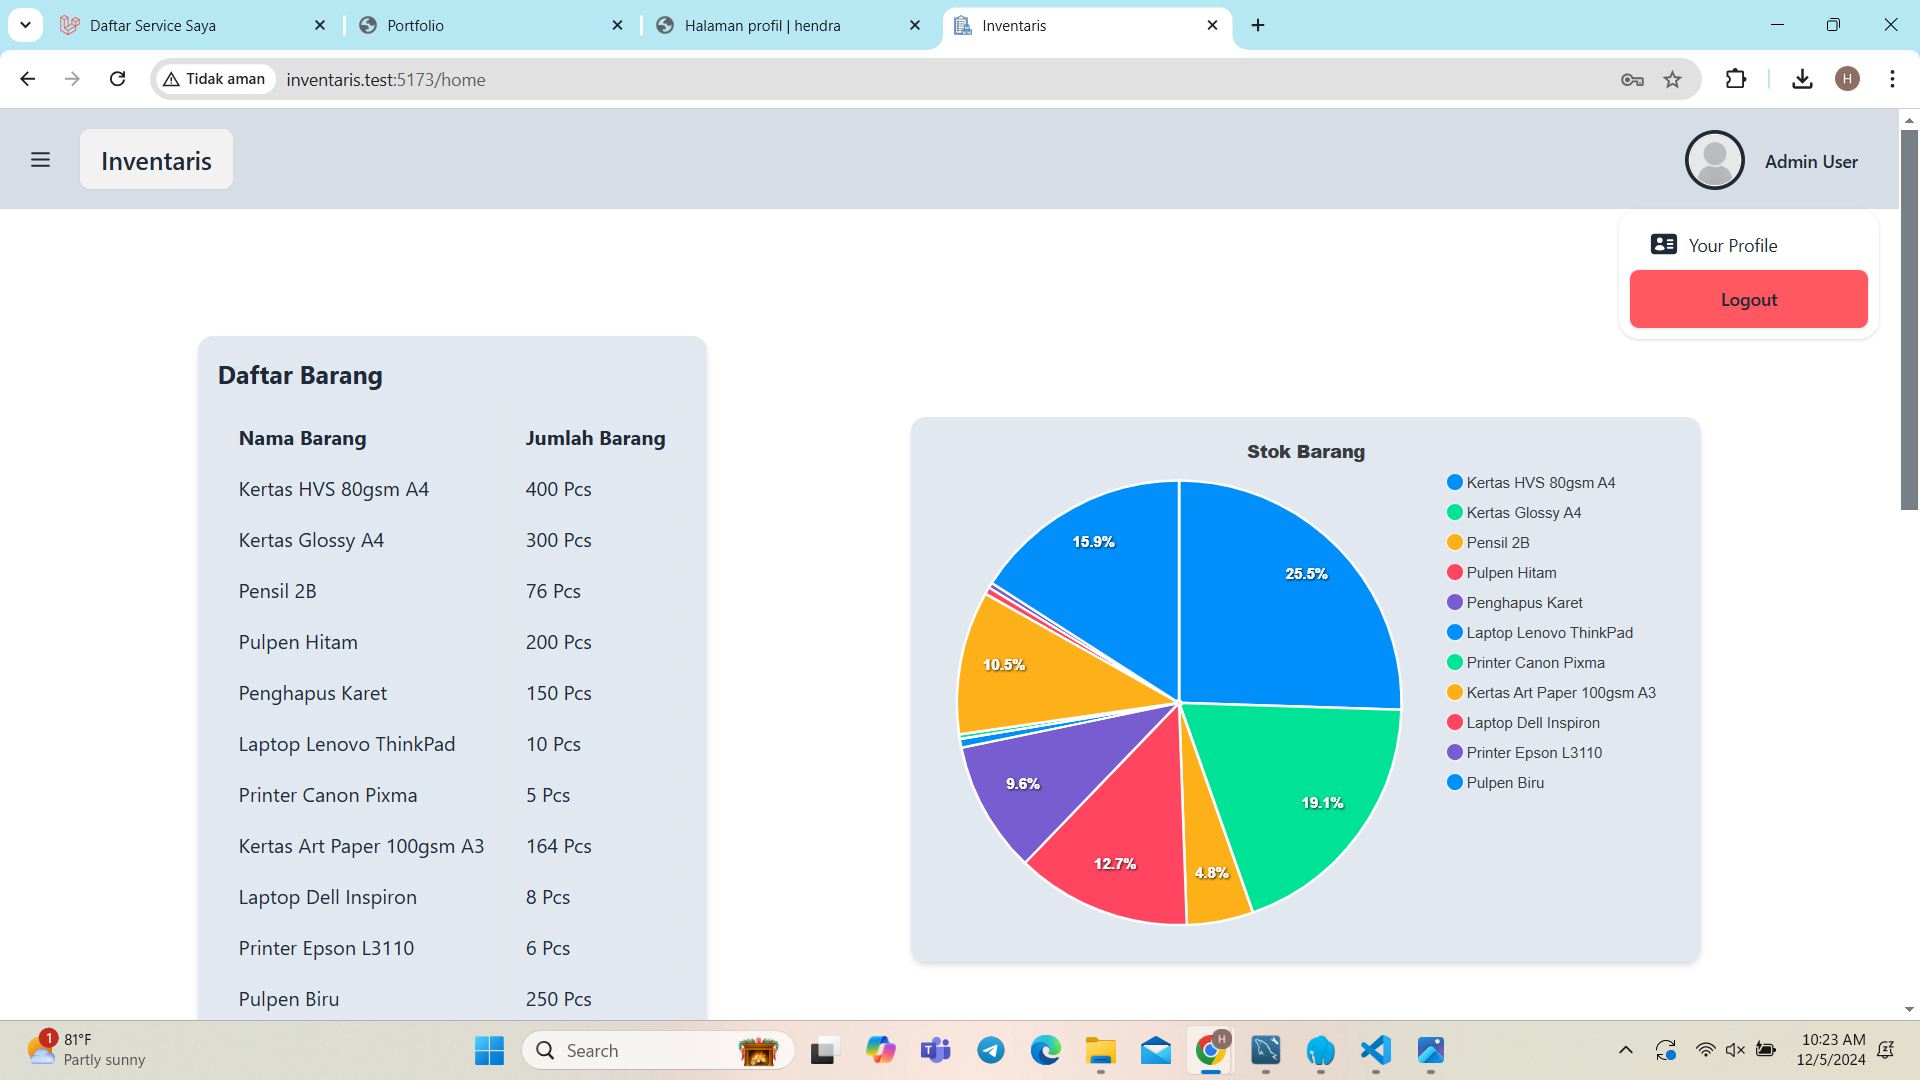 Daftar Service Saya
Portfolio
Halaman profil | hendra
Inventaris
Tidak aman
inventaris.test:5173/home
H
Inventaris
Admin User
Your Profile
Logout
Daftar Barang
Nama Barang Jumlah Barang
Kertas HVS 80gsm A4 400 Pcs
Kertas Glossy A4 300 Pcs
Pensil 2B 76 Pcs
Pulpen Hitam 200 Pcs
Penghapus Karet 150 Pcs
Laptop Lenovo ThinkPad 10 Pcs
Printer Canon Pixma 5 Pcs
Kertas Art Paper 100gsm A3 164 Pcs
Laptop Dell Inspiron 8 Pcs
Printer Epson L3110 6 Pcs
Pulpen Biru 250 Pcs
Stok Barang
15.9%
25.5%
10.5%
9.6%
19.1%
12.7%
4.8%
Kertas HVS 80gsm A4
Kertas Glossy A4
Pensil 2B
Pulpen Hitam
Penghapus Karet
Laptop Lenovo ThinkPad
Printer Canon Pixma
Kertas Art Paper 100gsm A3
Laptop Dell Inspiron
Printer Epson L3110
Pulpen Biru
1
81°F
Partly sunny
Search
H
10:23 AM
12/5/2024